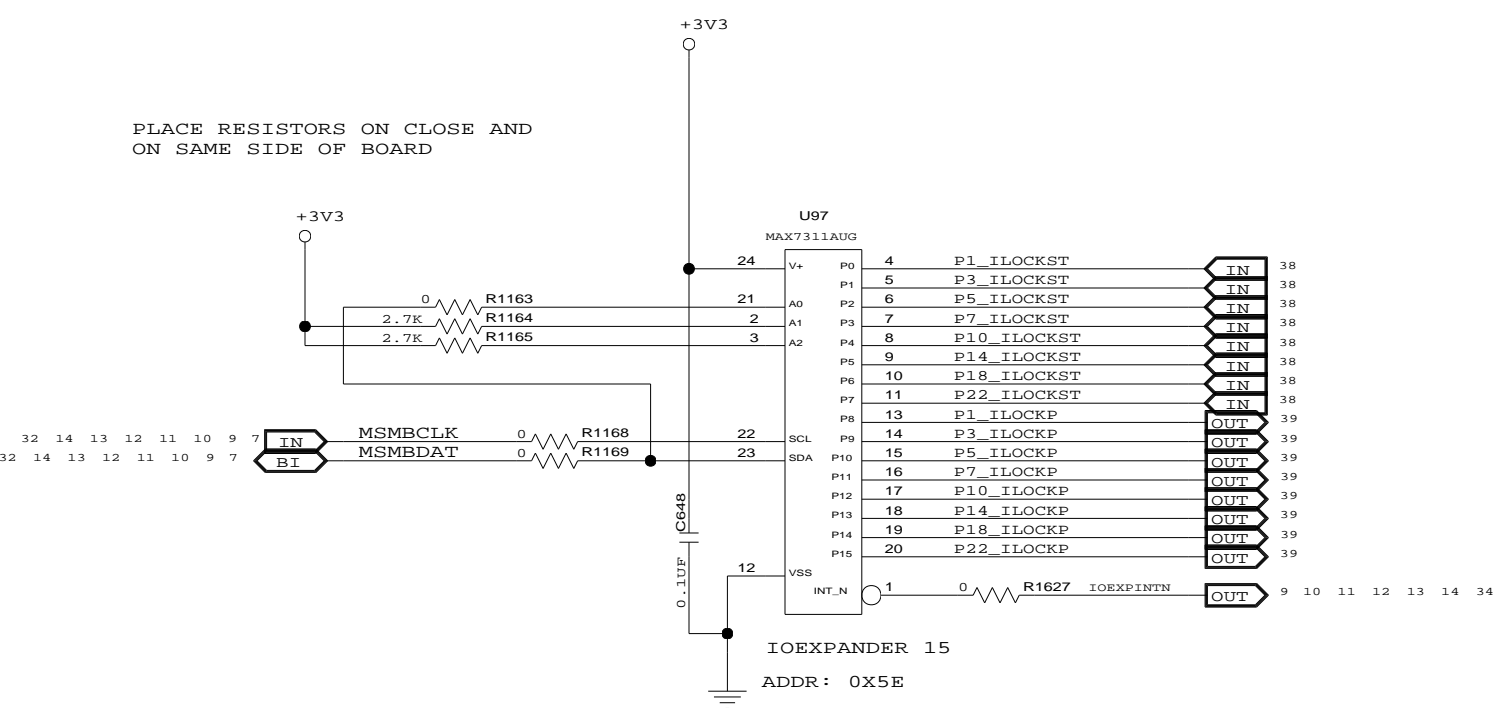 +3V3
PLACE RESISTORS ON CLOSE AND
ON SAME SIDE OF BOARD
+3V3
U97
MAX7311AUG
24 V+ P0 4 P1_ILOCKST IN 38
P1 5 P3_ILOCKST IN 38
0 R1163 21 A0 P2 6 P5_ILOCKST IN 38
2.7K R1164 2 A1 P3 7 P7_ILOCKST IN 38
2.7K R1165 3 A2 P4 8 P10_ILOCKST IN 38
P5 9 P14_ILOCKST IN 38
P6 10 P18_ILOCKST IN 38
P7 11 P22_ILOCKST IN 38
P8 13 P1_ILOCKP OUT 39
32 14 13 12 11 10 9 7 IN MSMBCLK 0 R1168 22 SCL P9 14 P3_ILOCKP OUT 39
32 14 13 12 11 10 9 7 BI MSMBDAT 0 R1169 23 SDA P10 15 P5_ILOCKP OUT 39
P11 16 P7_ILOCKP OUT 39
P12 17 P10_ILOCKP OUT 39
P13 18 P14_ILOCKP OUT 39
P14 19 P18_ILOCKP OUT 39
P15 20 P22_ILOCKP OUT 39
C648
0.1UF
12 VSS
INT_N 1 0 R1627 IOEXPINTN OUT 9 10 11 12 13 14 34
IOEXPANDER 15
ADDR: 0X5E